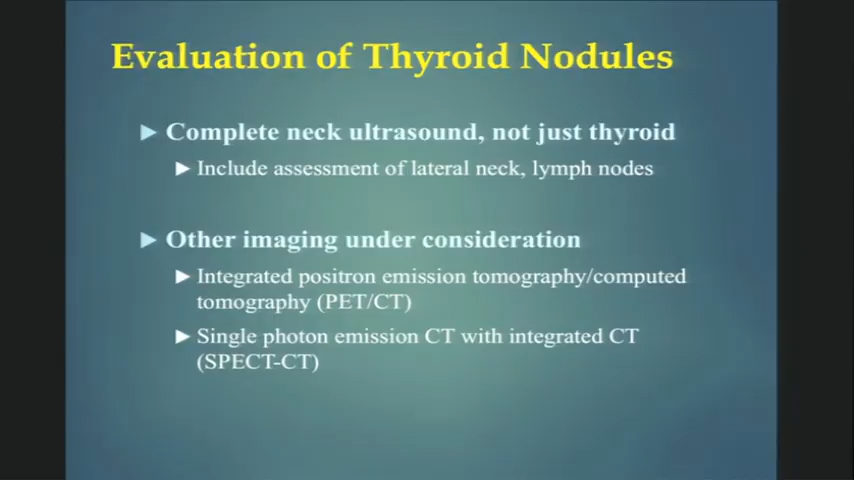 Evaluation of Thyroid Nodules
Complete neck ultrasound, not just thyroid
Include assessment of lateral neck, lymph nodes
Other imaging under consideration
Integrated positron emission tomography/computed
tomography (PET/CT)
Single photon emission CT with integrated CT
(SPECT-CT)